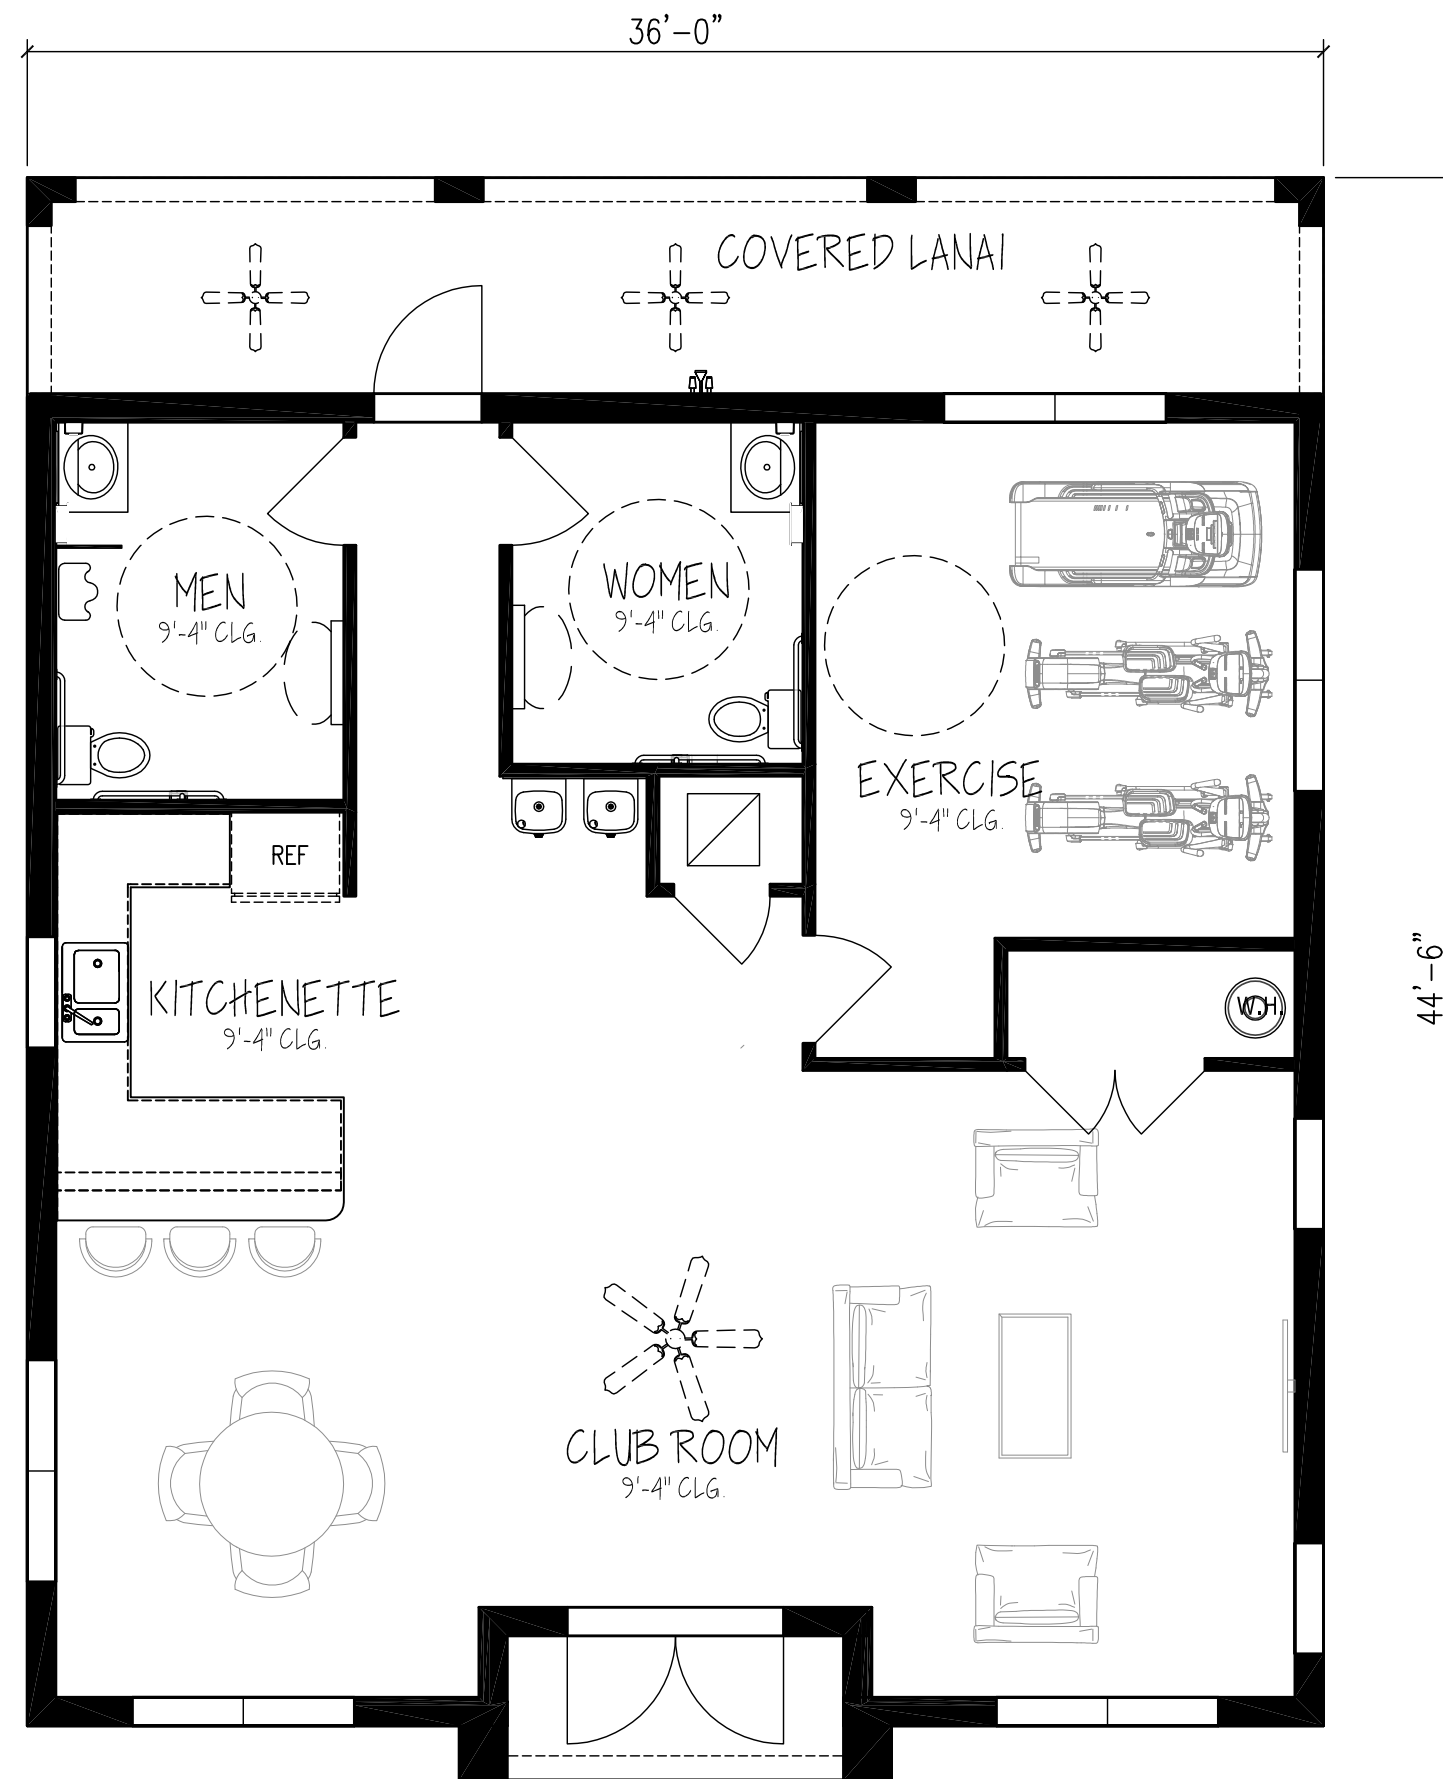 36'-0"
COVERED LANAI
MEN
9'-4" CLG.
WOMEN
9'-4" CLG.
EXERCISE
9'-4" CLG.
REF
KITCHENETTE
9'-4" CLG.
W.H.
44'-6"
CLUB ROOM
9'-4" CLG.